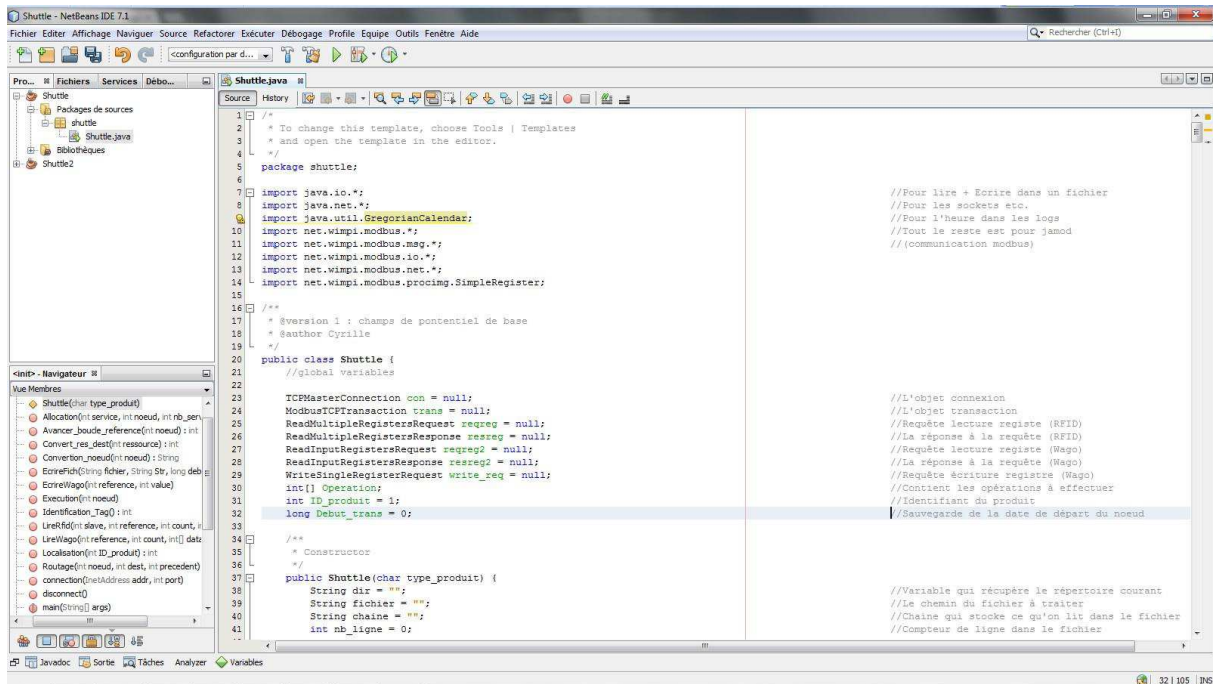 Shuttle - NetBeans IDE 7.1
Fichier Editer Affichage Naviguer Source Refactorer Exécuter Débogage Profile Equipe Outils Fenêtre Aide
Rechercher (Ctrl+I)
<configuration par d...
Pro... Fichiers Services Débo...
Shuttle
Packages de sources
shuttle
Shuttle.java
Bibliothèques
Shuttle2
<init> - Navigateur
Vue Membres
Shuttle(char type_produit)
Allocation(int service, int noeud, int nb_serv
Avancer_boucle_reference(int noeud) : int
Convert_res_dest(int ressource) : int
Convertion_noeud(int noeud) : String
EcrireFich(String fichier, String Str, long deb
EcrireWago(int reference, int value)
Execution(int noeud)
Identification_Tag() : int
LireRfid(int slave, int reference, int count, i
LireWago(int reference, int count, int[] data
Localisation(int ID_produit) : int
Routage(int noeud, int dest, int precedent)
connection(InetAddress addr, int port)
disconnect()
main(String[] args)
Shuttle.java
Source History
1 /*
2 * To change this template, choose Tools | Templates
3 * and open the template in the editor.
4 */
5 package shuttle;
6
7 import java.io.*; //Pour lire + Ecrire dans un fichier
8 import java.net.*; //Pour les sockets etc.
import java.util.GregorianCalendar; //Pour l'heure dans les logs
10 import net.wimpi.modbus.*; //Tout le reste est pour jamod
11 import net.wimpi.modbus.msg.*; //(communication modbus)
12 import net.wimpi.modbus.io.*;
13 import net.wimpi.modbus.net.*;
14 import net.wimpi.modbus.procimg.SimpleRegister;
15
16 /**
17 * @version 1 : champs de pontentiel de base
18 * @author Cyrille
19 */
20 public class Shuttle {
21 //global variables
22
23 TCPMasterConnection con = null; //L'objet connexion
24 ModbusTCPTransaction trans = null; //L'objet transaction
25 ReadMultipleRegistersRequest reqreg = null; //Requête lecture registe (RFID)
26 ReadMultipleRegistersResponse resreg = null; //La réponse à la requête (RFID)
27 ReadInputRegistersRequest reqreg2 = null; //Requête lecture registe (Wago)
28 ReadInputRegistersResponse resreg2 = null; //La réponse à la requête (Wago)
29 WriteSingleRegisterRequest write_req = null; //Requête écriture registre (Wago)
30 int[] Operation; //Contient les opérations à effectuer
31 int ID_produit = 1; //Identifiant du produit
32 long Debut_trans = 0; //Sauvegarde de la date de départ du noeud
33
34 /**
35 * Constructor
36 */
37 public Shuttle(char type_produit) {
38 String dir = ""; //Variable qui récupère le répertoire courant
39 String fichier = ""; //Le chemin du fichier à traiter
40 String chaine = ""; //Chaine qui stocke ce qu'on lit dans le fichier
41 int nb_ligne = 0; //Compteur de ligne dans le fichier
Javadoc Sortie Tâches Analyzer Variables
32 | 105 INS